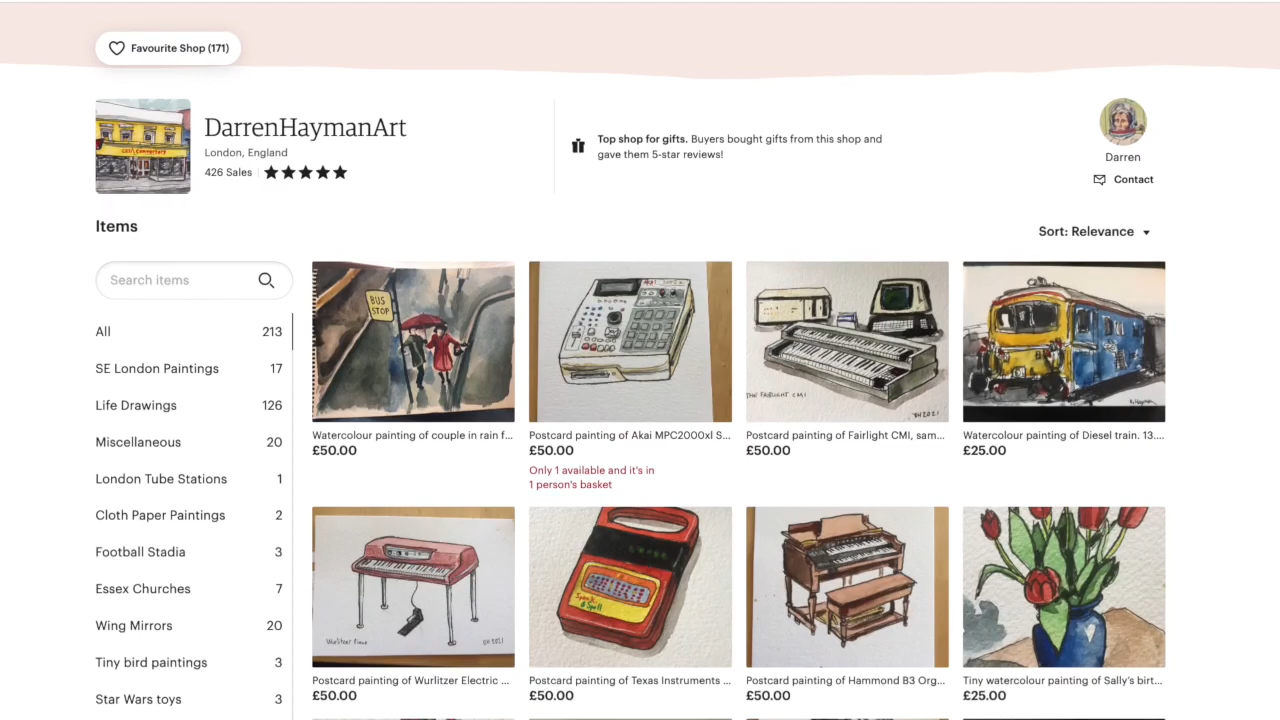 Favourite Shop (171)
DarrenHaymanArt
London, England
426 Sales
Top shop for gifts. Buyers bought gifts from this shop and
gave them 5-star reviews!
Darren
Contact
Items
Sort: Relevance
Search items
All 213
SE London Paintings 17
Life Drawings 126
Miscellaneous 20
London Tube Stations 1
Cloth Paper Paintings 2
Football Stadia 3
Essex Churches 7
Wing Mirrors 20
Tiny bird paintings 3
Star Wars toys 3
BUS
STOP
FAIRLIGHT CMI
DH 2021
Watercolour painting of couple in rain f...
£50.00
Postcard painting of Akai MPC2000xl S...
£50.00
Only 1 available and it's in
1 person's basket
Postcard painting of Fairlight CMI, sam...
£50.00
Watercolour painting of Diesel train. 13....
£25.00
Wurlitzer Piano
DH 2021
Speak
& Spell
Postcard painting of Wurlitzer Electric ...
£50.00
Postcard painting of Texas Instruments ...
£50.00
Postcard painting of Hammond B3 Org...
£50.00
Tiny watercolour painting of Sally's birt...
£25.00